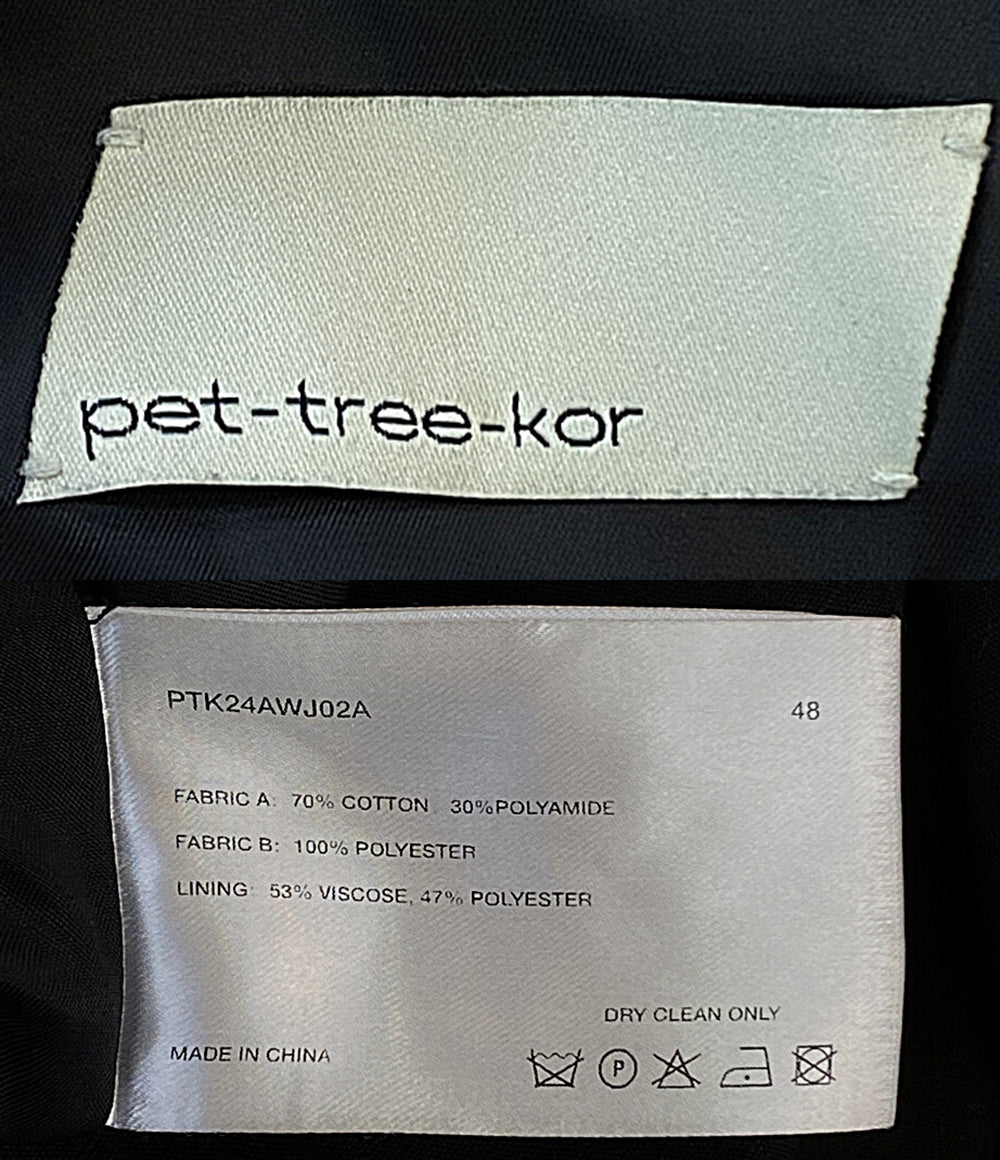 pet-tree-kor
PTK24AWJ02A 48
FABRIC A: 70% COTTON, 30%POLYAMIDE
FABRIC B: 100% POLYESTER
LINING: 53% VISCOSE, 47% POLYESTER
DRY CLEAN ONLY
MADE IN CHINA
P